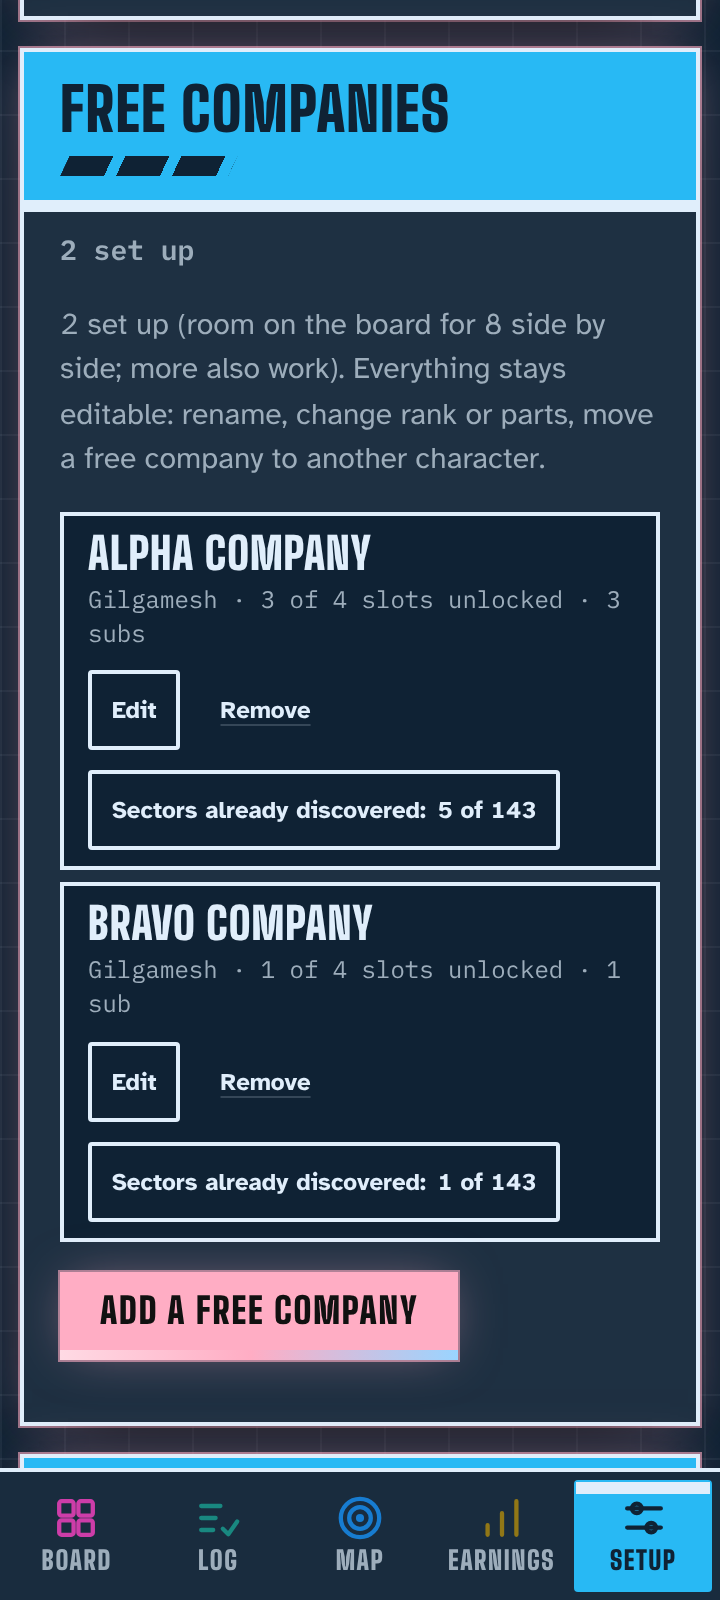 FREE COMPANIES
2 set up
2 set up (room on the board for 8 side by
side; more also work). Everything stays
editable: rename, change rank or parts, move
a free company to another character.
ALPHA COMPANY
Gilgamesh · 3 of 4 slots unlocked · 3
subs
Edit Remove
Sectors already discovered: 5 of 143
BRAVO COMPANY
Gilgamesh · 1 of 4 slots unlocked · 1
sub
Edit Remove
Sectors already discovered: 1 of 143
ADD A FREE COMPANY
BOARD LOG MAP EARNINGS SETUP